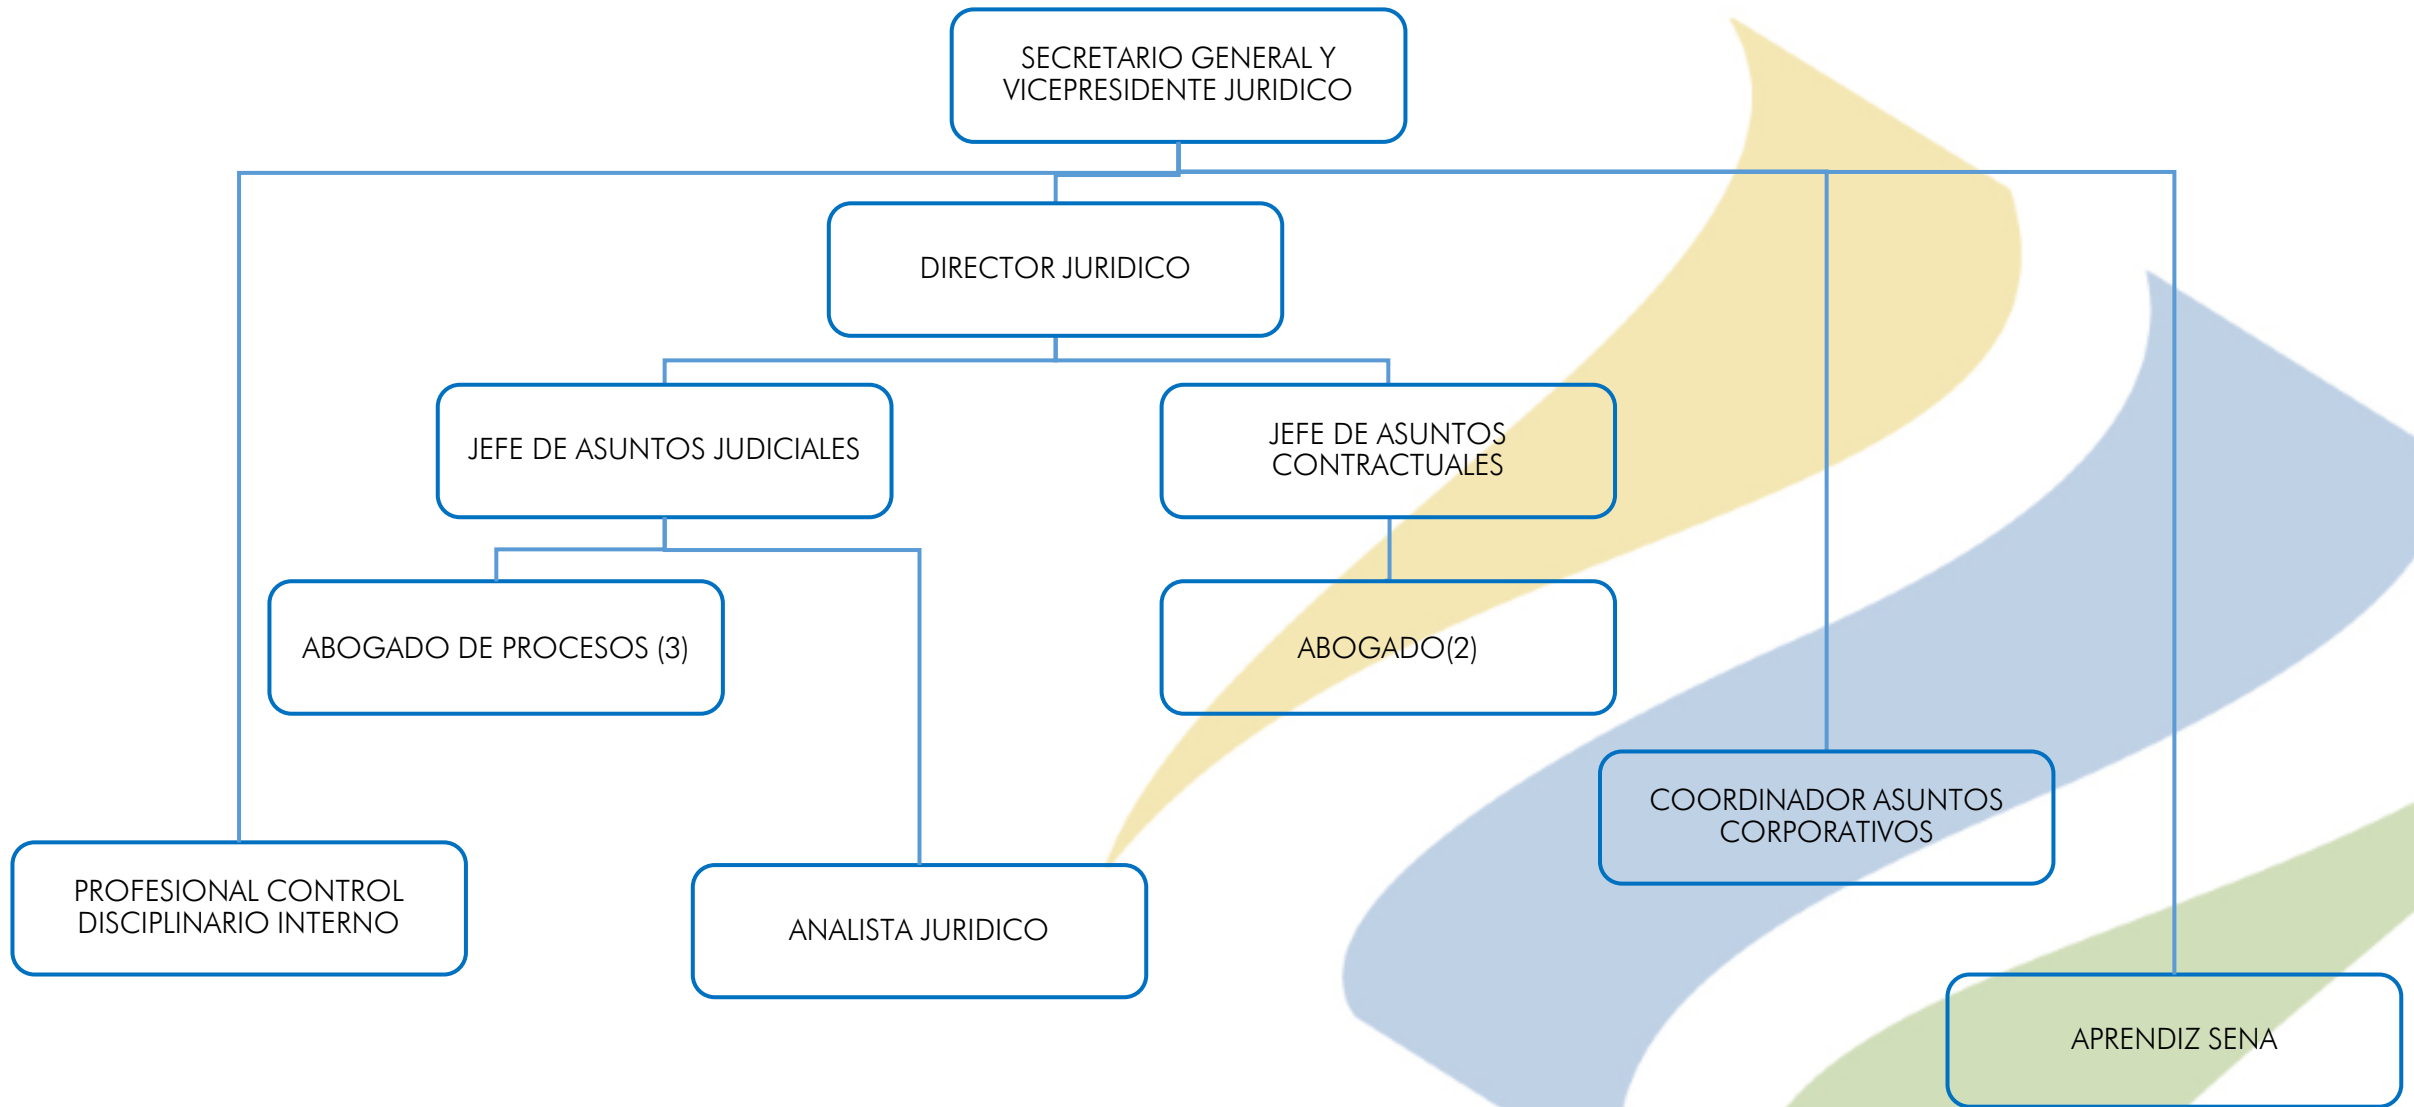 SECRETARIO GENERAL Y
VICEPRESIDENTE JURIDICO
DIRECTOR JURIDICO
JEFE DE ASUNTOS JUDICIALES
JEFE DE ASUNTOS
CONTRACTUALES
ABOGADO DE PROCESOS (3)
ABOGADO(2)
COORDINADOR ASUNTOS
CORPORATIVOS
PROFESIONAL CONTROL
DISCIPLINARIO INTERNO
ANALISTA JURIDICO
APRENDIZ SENA